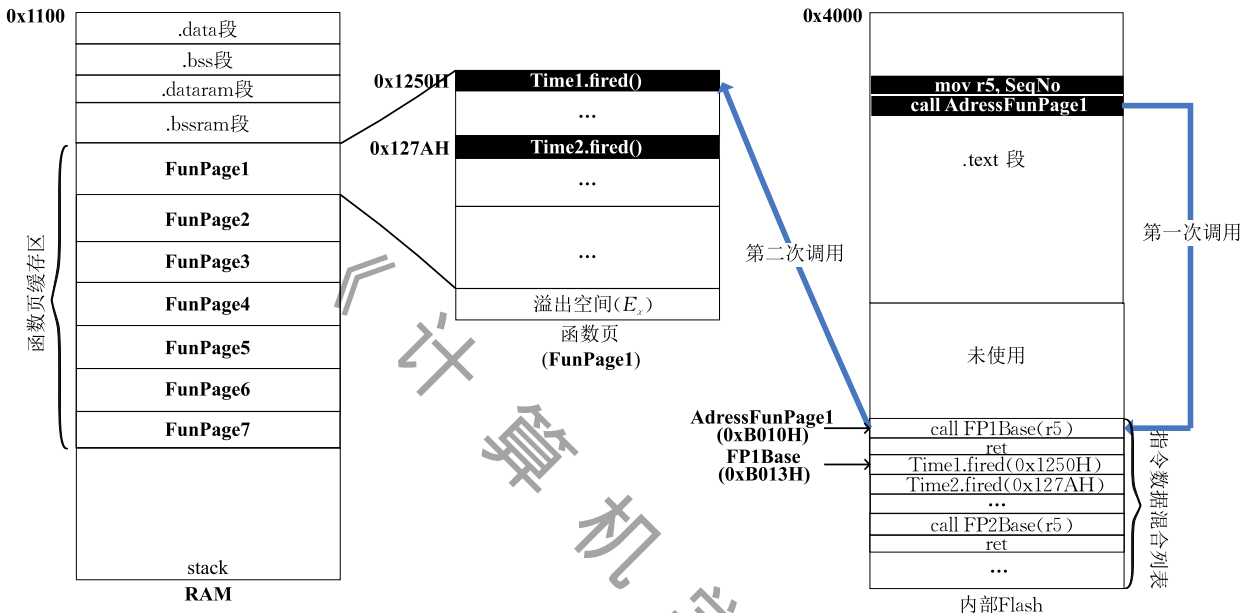 0x1100
.data段
.bss段
.dataram段
.bssram段
FunPage1
FunPage2
FunPage3
FunPage4
FunPage5
FunPage6
FunPage7
函数页缓存区
stack
RAM
0x1250H
Time1.fired()
...
0x127AH
Time2.fired()
...
...
溢出空间(Eₓ)
函数页
(FunPage1)
第二次调用
0x4000
mov r5, SeqNo
call AdressFunPage1
.text 段
第一次调用
未使用
AdressFunPage1
(0xB010H)
FP1Base
(0xB013H)
call FP1Base(r5)
ret
Time1.fired(0x1250H)
Time2.fired(0x127AH)
...
call FP2Base(r5)
ret
...
指令数据混合列表
内部Flash
《计算机学